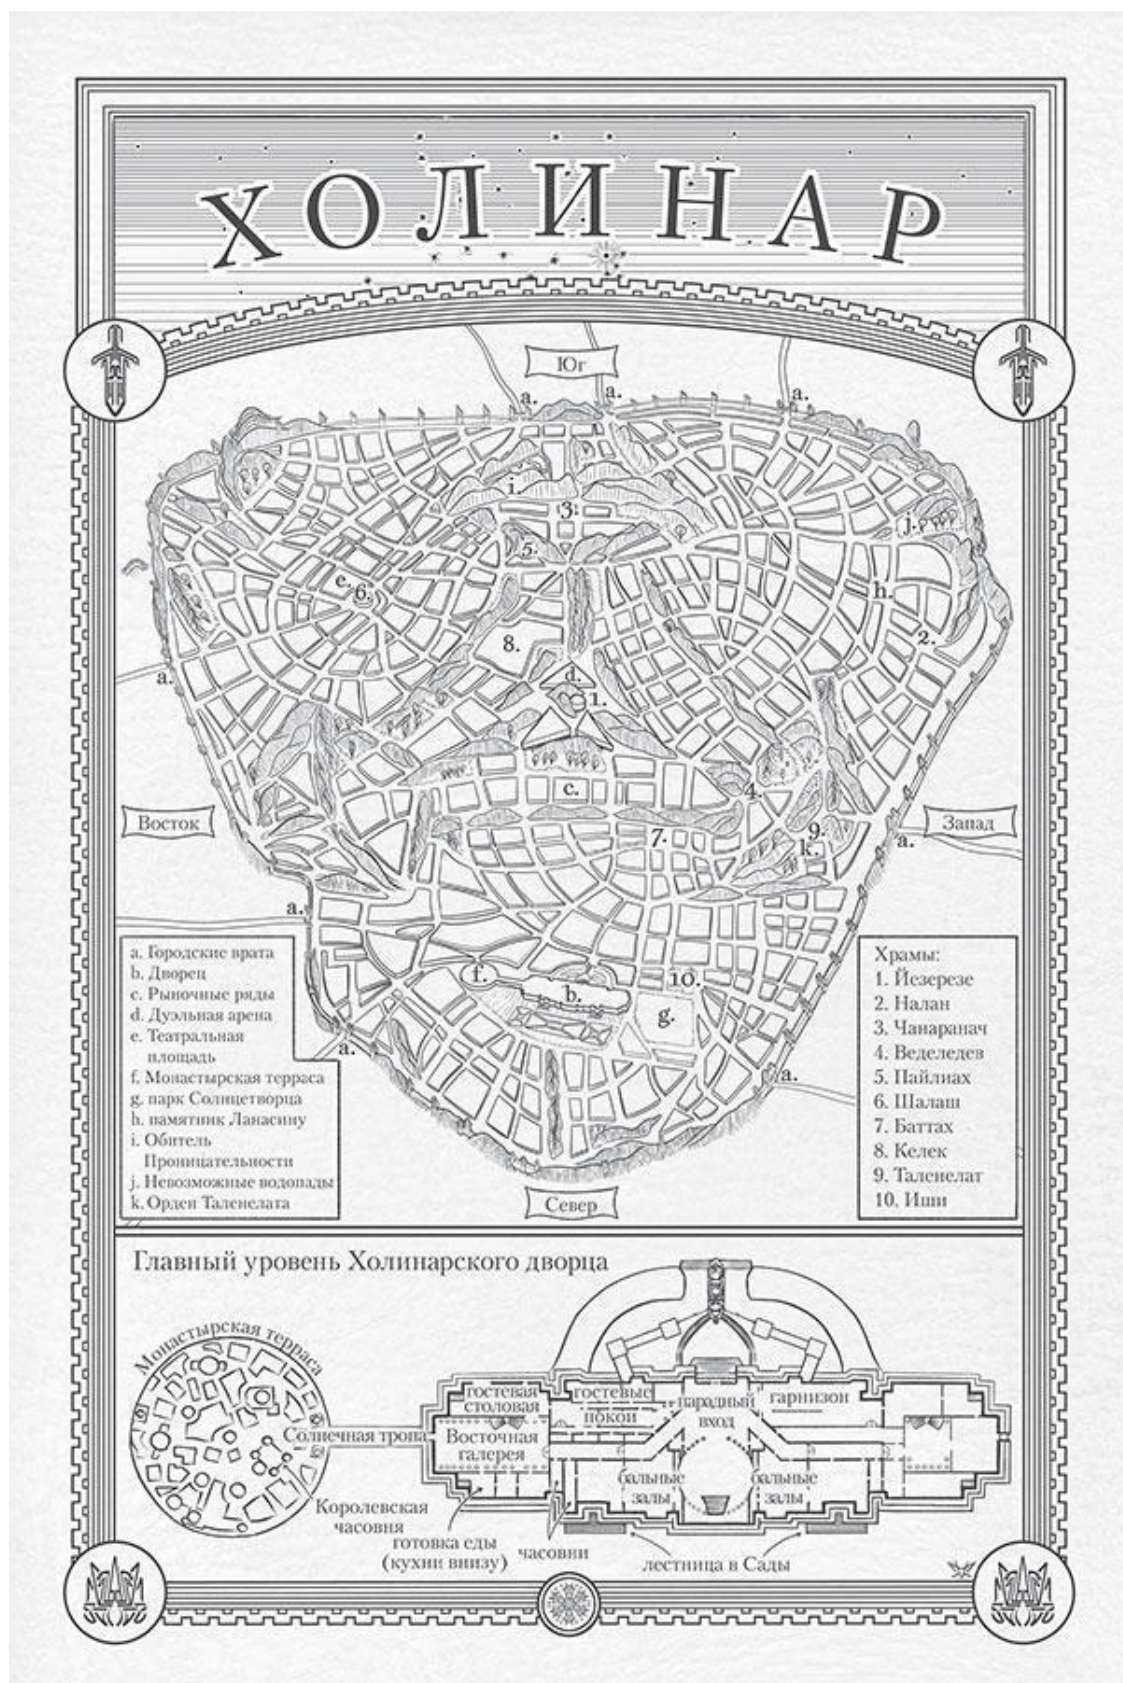 ХОЛИНАР
Юг
a.
a.
a.
i.
3.
j.
5.
e.
6.
h.
8.
2.
d.
a.
1.
c.
4.
Восток
7.
9.
Запад
k.
a.
a.
f.
10.
b.
g.
a.
a.
Север
a. Городские врата
b. Дворец
c. Рыночные ряды
d. Дуэльная арена
e. Театральная
площадь
f. Монастырская терраса
g. парк Солнцетворца
h. памятник Ланасину
i. Обитель
Проницательности
j. Невозможные водопады
k. Орден Таленелата
Храмы:
1. Йезерезе
2. Налан
3. Чанаранач
4. Веделедев
5. Пайлиах
6. Шалаш
7. Баттах
8. Келек
9. Таленелат
10. Иши
Главный уровень Холинарского дворца
Монастырская терраса
Солнечная тропа
гостевая
столовая
гостевые
покои
парадный
вход
гарнизон
Восточная
галерея
бальные
залы
бальные
залы
Королевская
часовня
готовка еды
(кухни внизу)
часовни
лестница в Сады